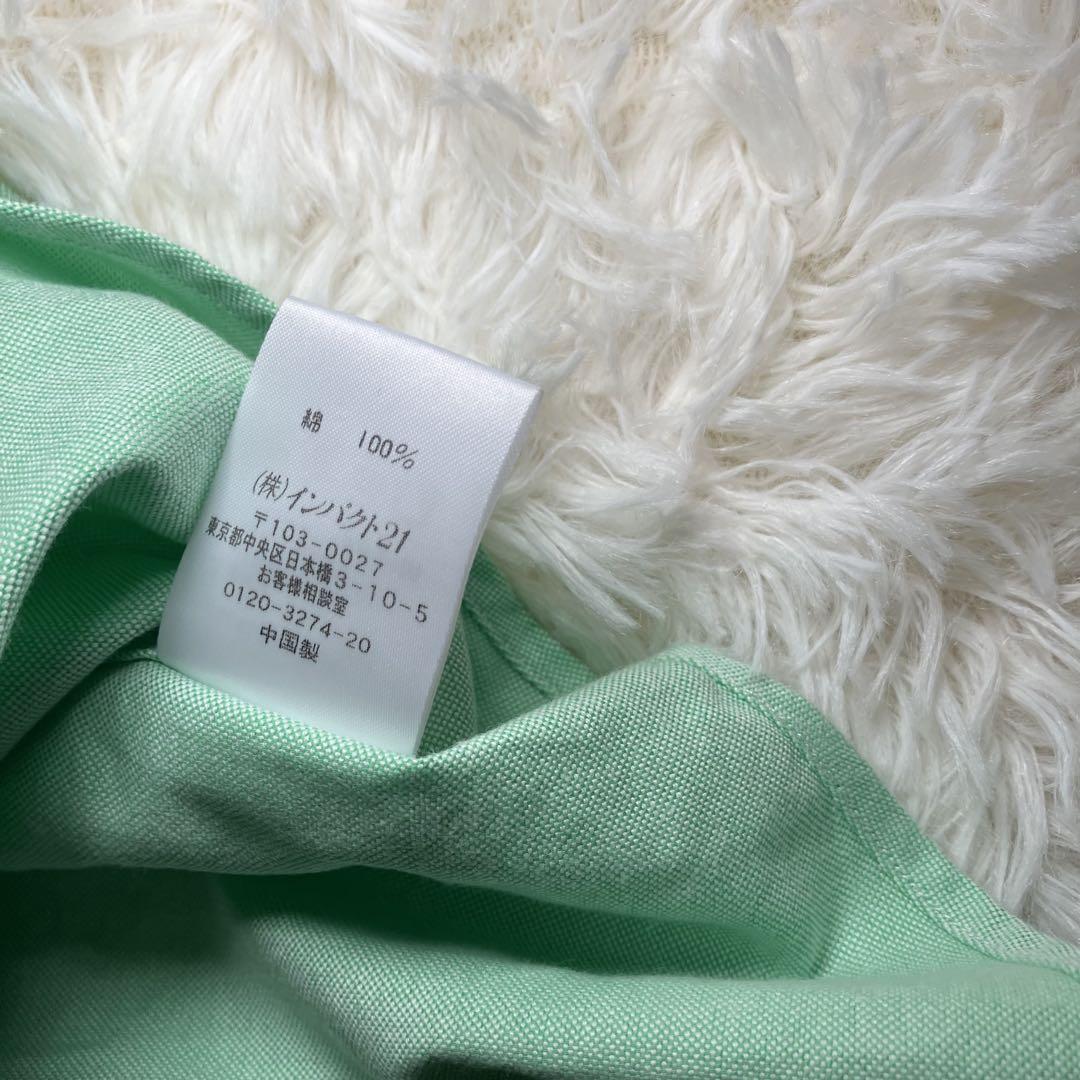 綿 100%
(株)インパクト21
〒103-0027
東京都中央区日本橋3-10-5
お客様相談室
0120-3274-20
中国製